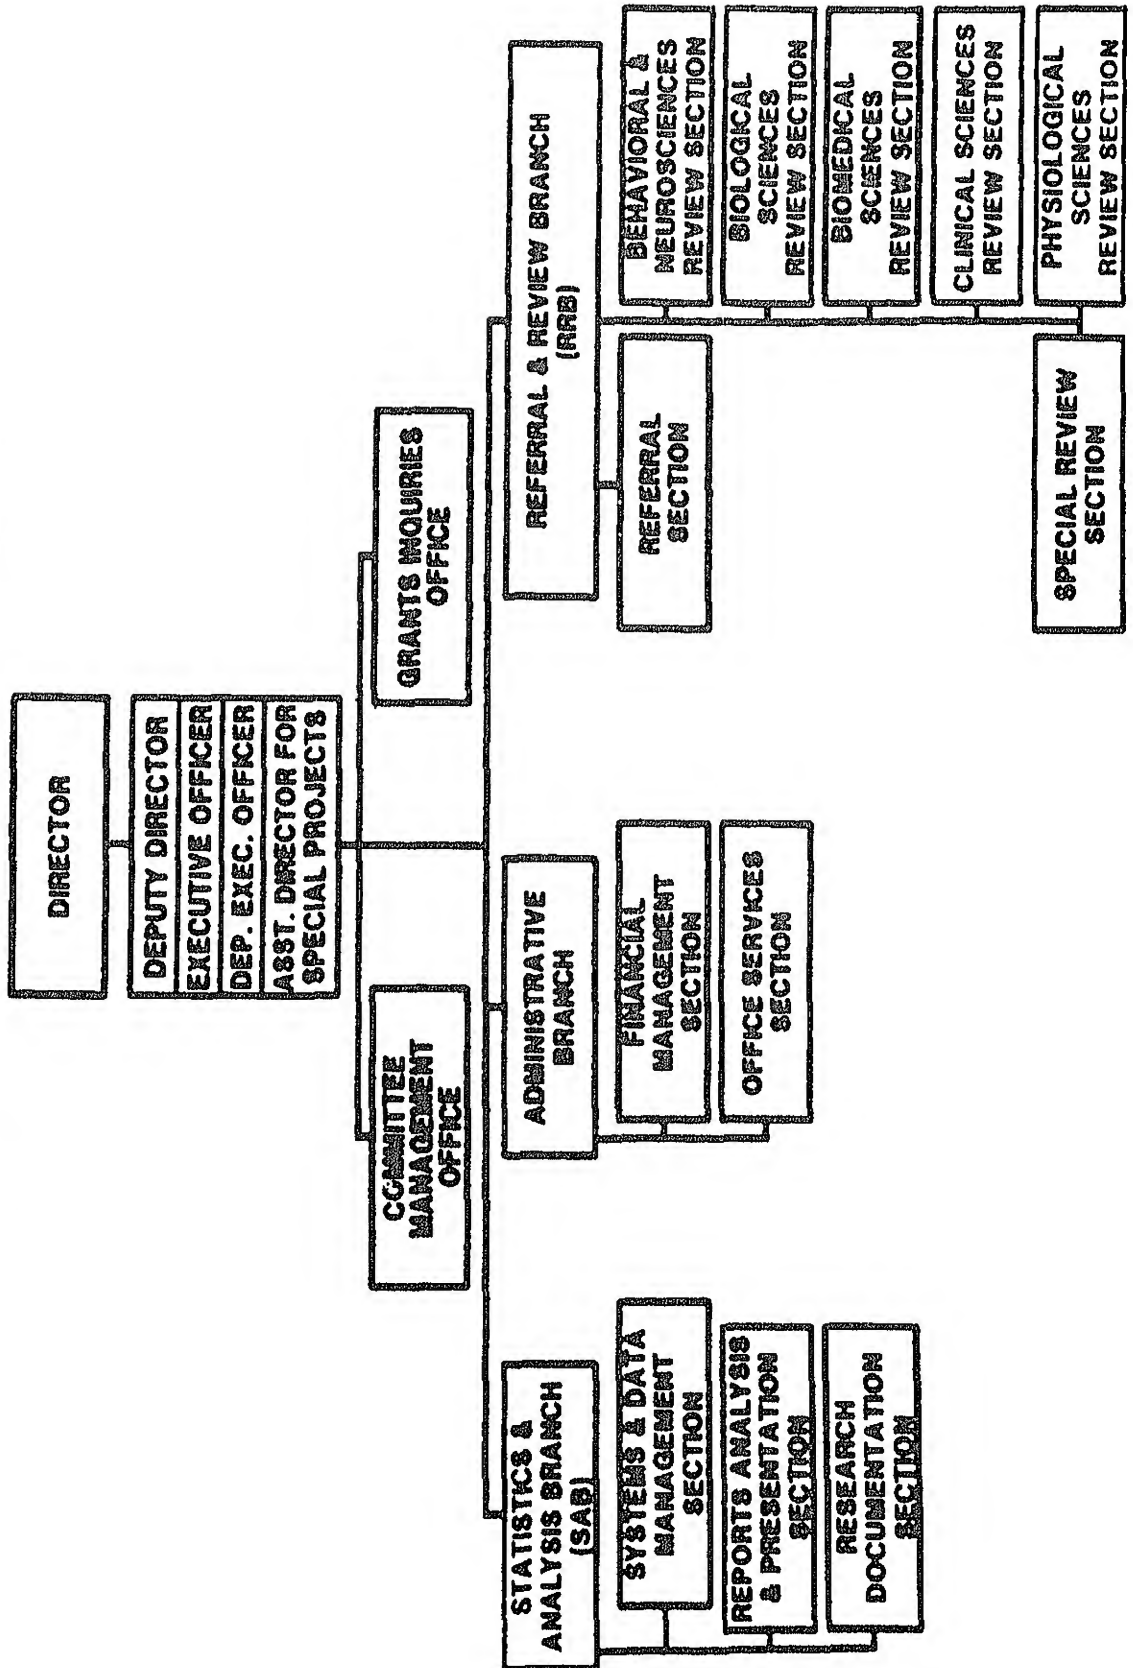 DIRECTOR
DEPUTY DIRECTOR
EXECUTIVE OFFICER
DEP. EXEC. OFFICER
ASST. DIRECTOR FOR
SPECIAL PROJECTS
COMMITTEE
MANAGEMENT
OFFICE
GRANTS INQUIRIES
OFFICE
STATISTICS &
ANALYSIS BRANCH
(SAB)
SYSTEMS & DATA
MANAGEMENT
SECTION
REPORTS ANALYSIS
& PRESENTATION
SECTION
RESEARCH
DOCUMENTATION
SECTION
ADMINISTRATIVE
BRANCH
FINANCIAL
MANAGEMENT
SECTION
OFFICE SERVICES
SECTION
REFERRAL & REVIEW BRANCH
(RRB)
REFERRAL
SECTION
SPECIAL REVIEW
SECTION
BEHAVIORAL &
NEUROSCIENCES
REVIEW SECTION
BIOLOGICAL
SCIENCES
REVIEW SECTION
BIOMEDICAL
SCIENCES
REVIEW SECTION
CLINICAL SCIENCES
REVIEW SECTION
PHYSIOLOGICAL
SCIENCES
REVIEW SECTION